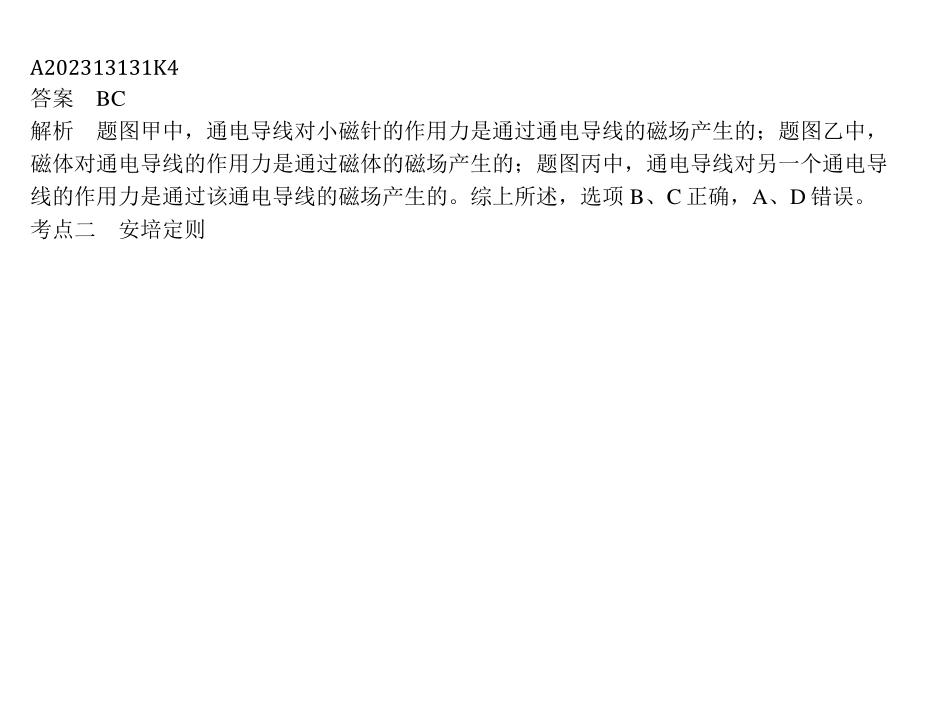 A202313131K4
答案　BC
解析　题图甲中，通电导线对小磁针的作用力是通过通电导线的磁场产生的；题图乙中，
磁体对通电导线的作用力是通过磁体的磁场产生的；题图丙中，通电导线对另一个通电导
线的作用力是通过该通电导线的磁场产生的。综上所述，选项 B、C 正确，A、D 错误。
考点二　安培定则